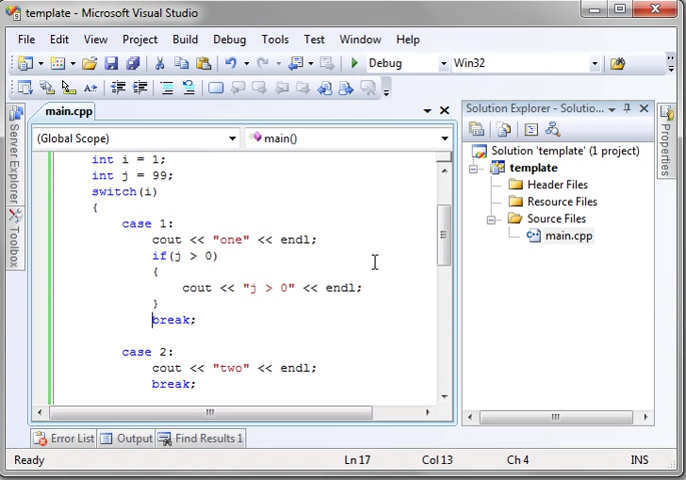 template - Microsoft Visual Studio
File Edit View Project Build Debug Tools Test Window Help
Debug Win32
main.cpp
Solution Explorer - Solutio...
(Global Scope) main()
int i = 1;
int j = 99;
switch(i)
{
case 1:
cout << "one" << endl;
if(j > 0)
{
cout << "j > 0" << endl;
}
break;
case 2:
cout << "two" << endl;
break;
Solution 'template' (1 project)
template
Header Files
Resource Files
Source Files
main.cpp
Server Explorer
Toolbox
Properties
Error List Output Find Results 1
Ready Ln 17 Col 13 Ch 4 INS